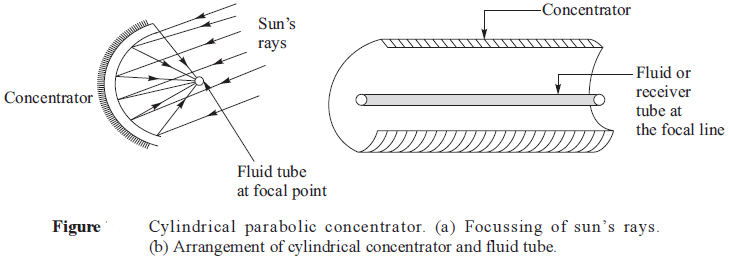 Concentrator
Sun's
rays
Concentrator
Fluid or
receiver
tube at
the focal line
Fluid tube
at focal point
Figure Cylindrical parabolic concentrator. (a) Focussing of sun's rays.
(b) Arrangement of cylindrical concentrator and fluid tube.